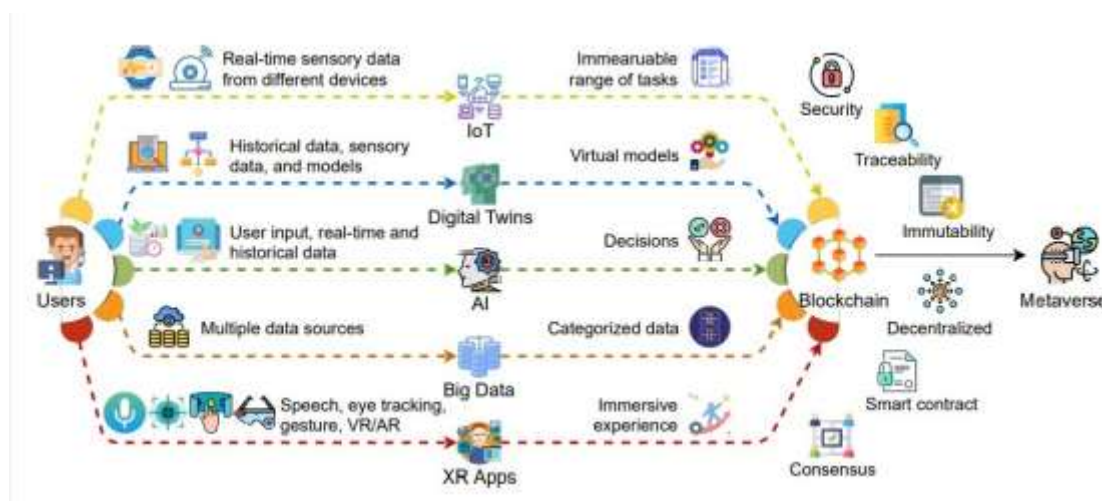 Real-time sensory data
from different devices
IoT
Immearuable
range of tasks
Security
Traceability
Historical data, sensory
data, and models
Digital Twins
Virtual models
Immutability
Users
User input, real-time and
historical data
AI
Decisions
Blockchain
Metaverse
Decentralized
Multiple data sources
Big Data
Categorized data
Smart contract
Speech, eye tracking,
gesture, VR/AR
XR Apps
Immersive
experience
Consensus